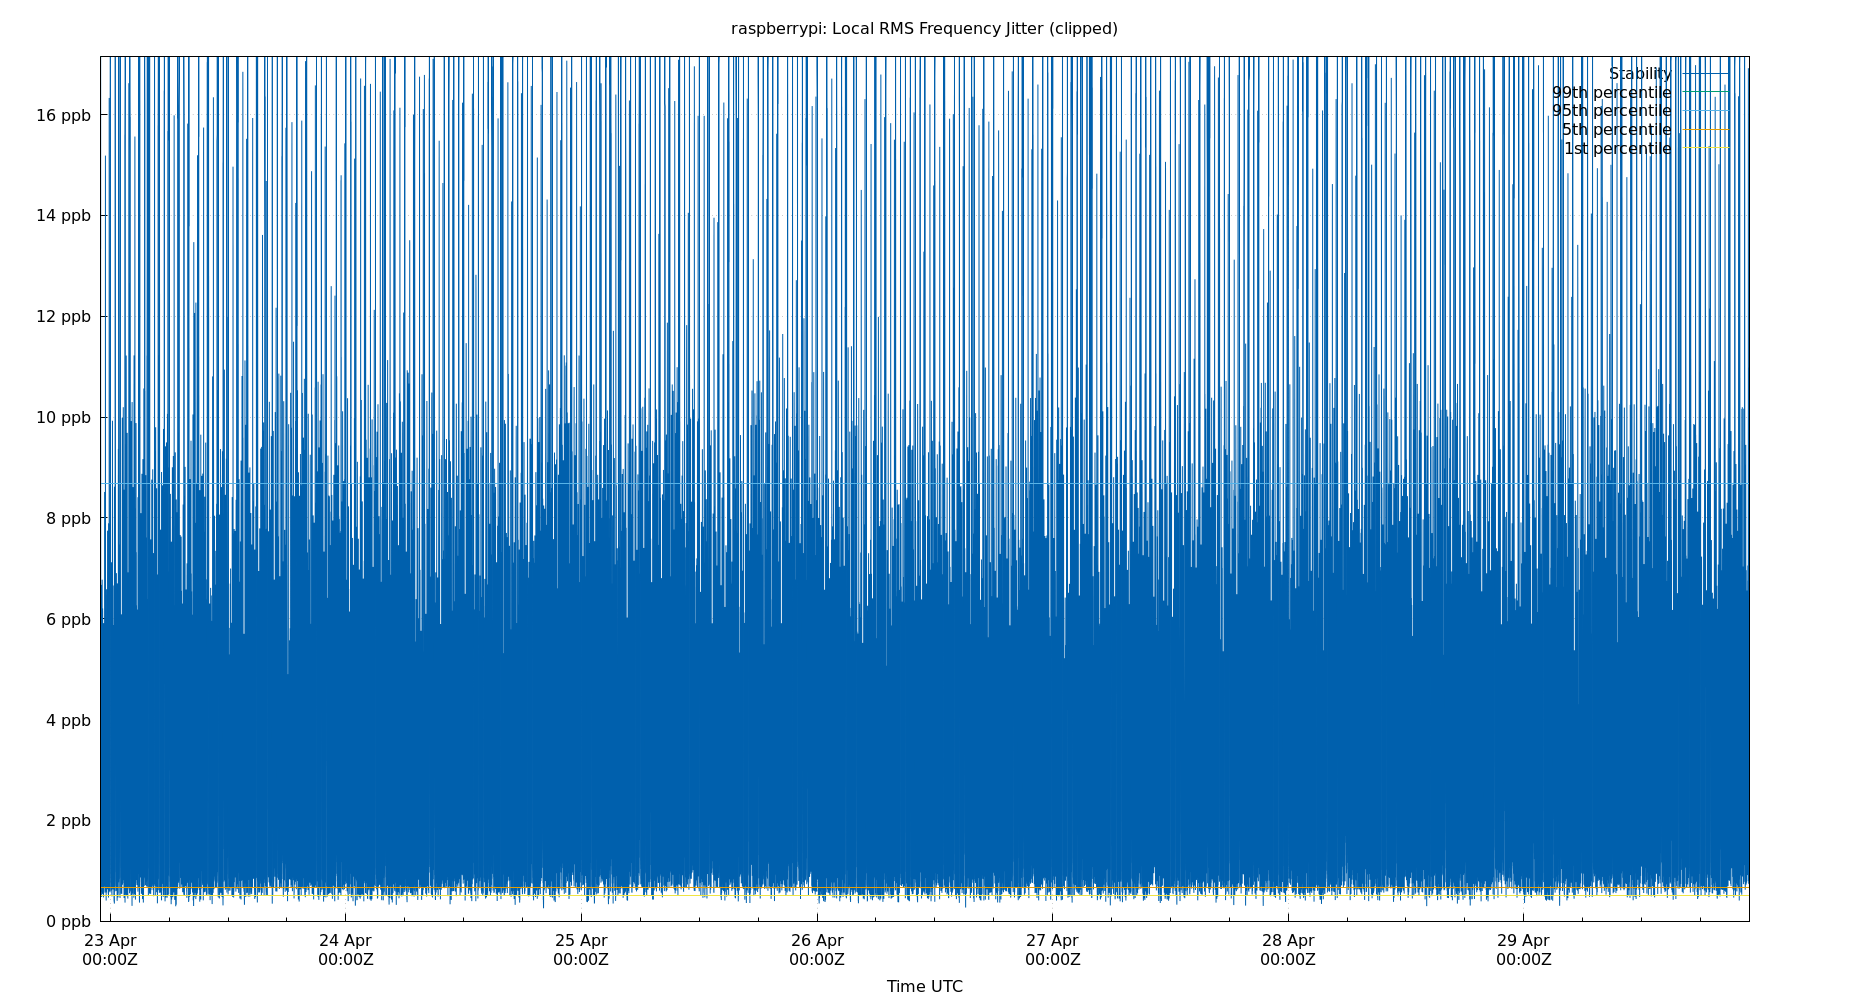 raspberrypi: Local RMS Frequency Jitter (clipped)
Stability
99th percentile
95th percentile
5th percentile
1st percentile
16 ppb
14 ppb
12 ppb
10 ppb
8 ppb
6 ppb
4 ppb
2 ppb
0 ppb
23 Apr 24 Apr 25 Apr 26 Apr 27 Apr 28 Apr 29 Apr
00:00Z 00:00Z 00:00Z 00:00Z 00:00Z 00:00Z 00:00Z
Time UTC